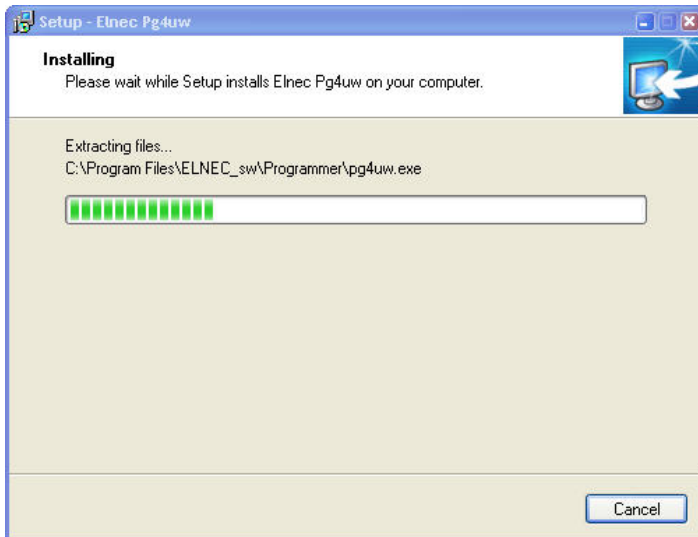 Setup - Elnec Pg4uw
Installing
Please wait while Setup installs Elnec Pg4uw on your computer.
Extracting files...
C:\Program Files\ELNEC_sw\Programmer\pg4uw.exe
Cancel